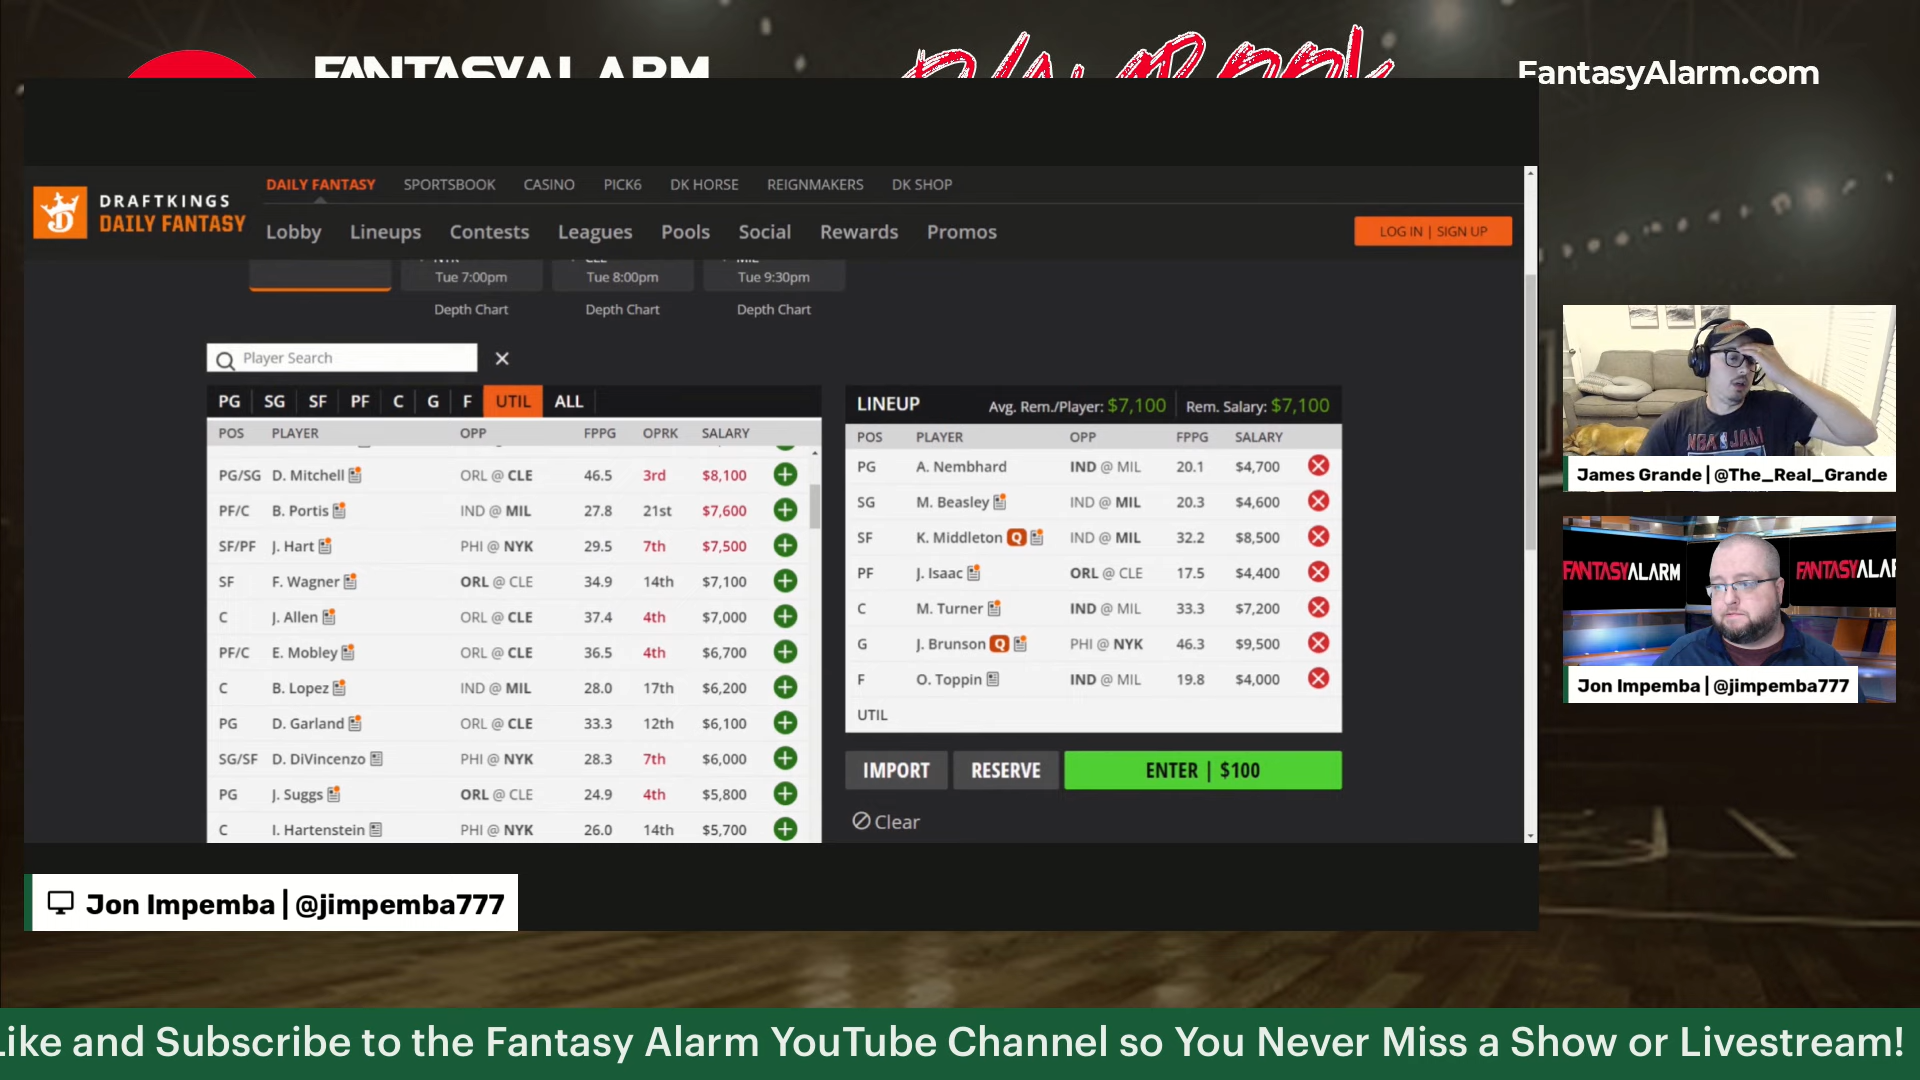 FANTASYALARM
FantasyAlarm.com
DRAFTKINGS
DAILY FANTASY
DAILY FANTASY SPORTSBOOK CASINO PICK6 DK HORSE REIGNMAKERS DK SHOP
Lobby Lineups Contests Leagues Pools Social Rewards Promos
LOG IN | SIGN UP
NYK CLE MIL
Tue 7:00pm Tue 8:00pm Tue 9:30pm
Depth Chart Depth Chart Depth Chart
Player Search
PG SG SF PF C G F UTIL ALL
POS PLAYER OPP FPPG OPRK SALARY
PG/SG D. Mitchell ORL @ CLE 46.5 3rd $8,100
PF/C B. Portis IND @ MIL 27.8 21st $7,600
SF/PF J. Hart PHI @ NYK 29.5 7th $7,500
SF F. Wagner ORL @ CLE 34.9 14th $7,100
C J. Allen ORL @ CLE 37.4 4th $7,000
PF/C E. Mobley ORL @ CLE 36.5 4th $6,700
C B. Lopez IND @ MIL 28.0 17th $6,200
PG D. Garland ORL @ CLE 33.3 12th $6,100
SG/SF D. DiVincenzo PHI @ NYK 28.3 7th $6,000
PG J. Suggs ORL @ CLE 24.9 4th $5,800
C I. Hartenstein PHI @ NYK 26.0 14th $5,700
LINEUP Avg. Rem./Player: $7,100 Rem. Salary: $7,100
POS PLAYER OPP FPPG SALARY
PG A. Nembhard IND @ MIL 20.1 $4,700
SG M. Beasley IND @ MIL 20.3 $4,600
SF K. Middleton Q IND @ MIL 32.2 $8,500
PF J. Isaac ORL @ CLE 17.5 $4,400
C M. Turner IND @ MIL 33.3 $7,200
G J. Brunson Q PHI @ NYK 46.3 $9,500
F O. Toppin IND @ MIL 19.8 $4,000
UTIL
IMPORT RESERVE ENTER | $100
Clear
NBA JAM
James Grande | @The_Real_Grande
FANTASYALARM FANTASYALAR
Jon Impemba | @jimpemba777
Jon Impemba | @jimpemba777
Like and Subscribe to the Fantasy Alarm YouTube Channel so You Never Miss a Show or Livestream!